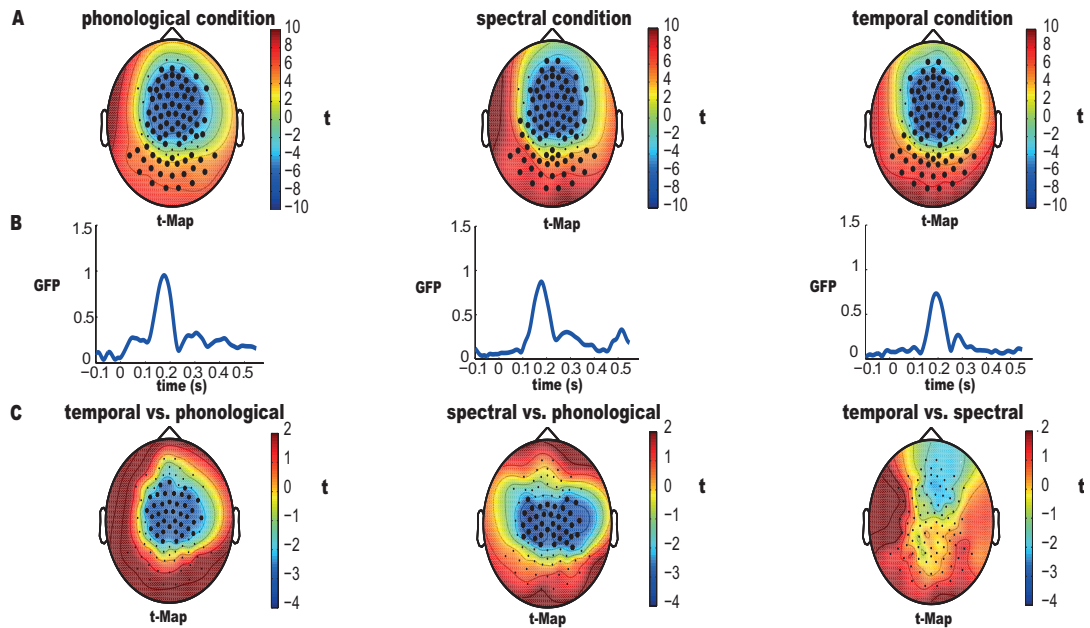 A phonological condition spectral condition temporal condition
10 10 10
8 8 8
6 6 6
4 4 4
2 2 2
0 t 0 t 0 t
−2 −2 −2
−4 −4 −4
−6 −6 −6
−8 −8 −8
−10 −10 −10
t-Map t-Map t-Map
B 1.5 1.5 1.5
GFP 1 GFP 1 GFP 1
0.5 0.5 0.5
0 0 0
−0.1 0 0.1 0.2 0.3 0.4 0.5 −0.1 0 0.1 0.2 0.3 0.4 0.5 −0.1 0 0.1 0.2 0.3 0.4 0.5
time (s) time (s) time (s)
C temporal vs. phonological spectral vs. phonological temporal vs. spectral
2 2 2
1 1 1
0 t 0 t 0 t
−1 −1 −1
−2 −2 −2
−3 −3 −3
−4 −4 −4
t-Map t-Map t-Map